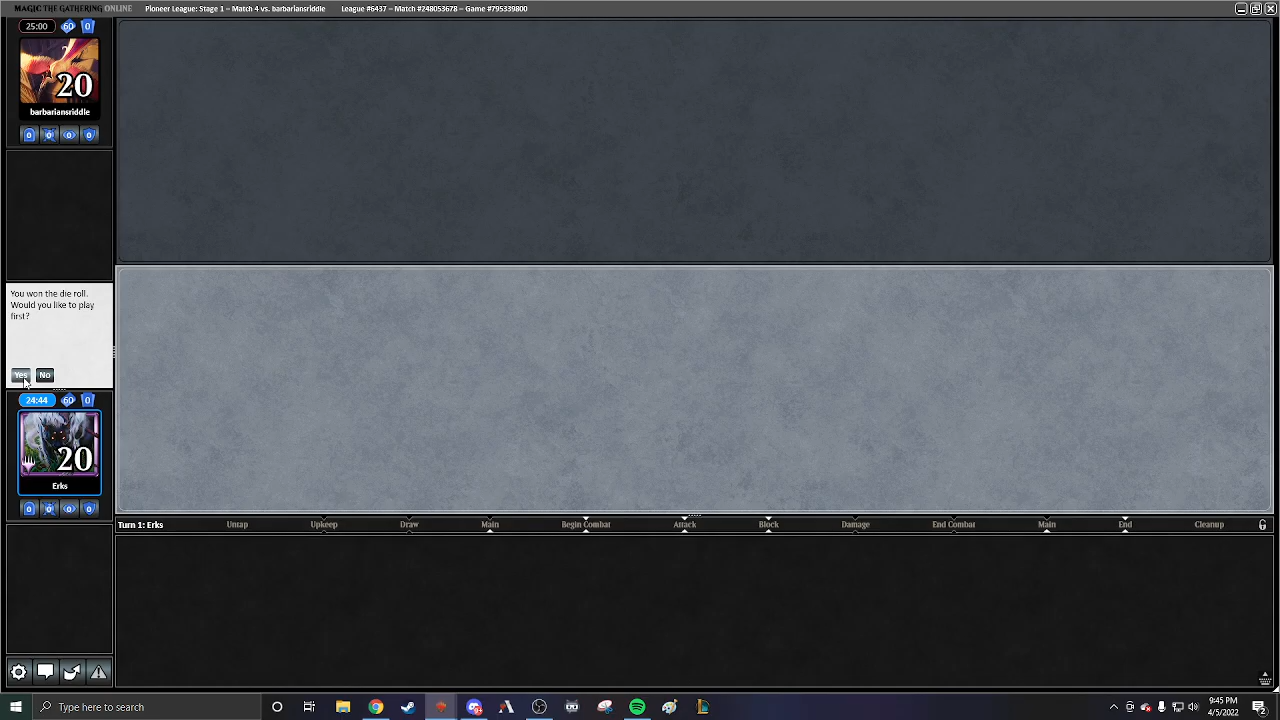 MAGIC THE GATHERING ONLINE Pioneer League: Stage 1 – Match 4 vs. barbariansriddle League #6437 – Match #248053678 – Game #795339800
25:00 60 0
20
barbariansriddle
0 0 0 0
You won the die roll.
Would you like to play
first?
Yes No
24:44 60 0
20
Erks
0 0 0 0
Turn 1: Erks Untap Upkeep Draw Main Begin Combat Attack Block Damage End Combat Main End Cleanup
Type here to search
9:45 PM
4/5/2022
2